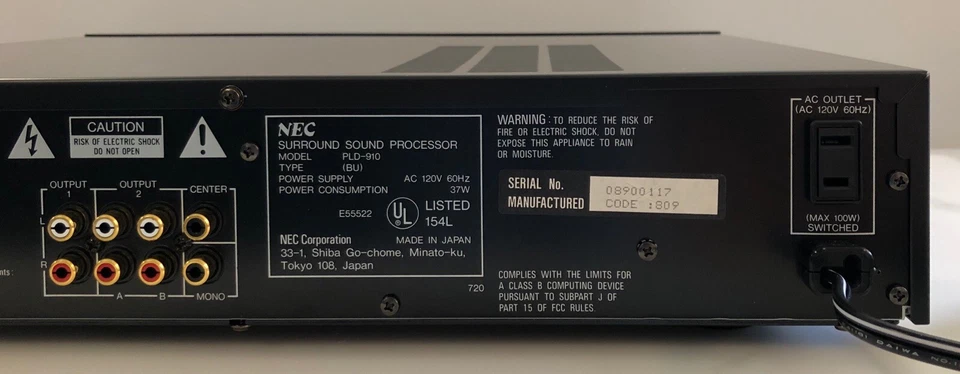 CAUTION
RISK OF ELECTRIC SHOCK
DO NOT OPEN
OUTPUT
1
OUTPUT
2
CENTER
L
R
A
B
MONO
NEC
SURROUND SOUND PROCESSOR
MODEL PLD-910
TYPE (BU)
POWER SUPPLY AC 120V 60Hz
POWER CONSUMPTION 37W
E55522 UL LISTED
154L
NEC Corporation MADE IN JAPAN
33-1, Shiba Go-chome, Minato-ku,
Tokyo 108, Japan
720
WARNING: TO REDUCE THE RISK OF
FIRE OR ELECTRIC SHOCK, DO NOT
EXPOSE THIS APPLIANCE TO RAIN
OR MOISTURE.
SERIAL No. 08900117
MANUFACTURED CODE :809
COMPLIES WITH THE LIMITS FOR
A CLASS B COMPUTING DEVICE
PURSUANT TO SUBPART J OF
PART 15 OF FCC RULES.
AC OUTLET
(AC 120V 60Hz)
(MAX 100W)
SWITCHED
DAIWA NO.1